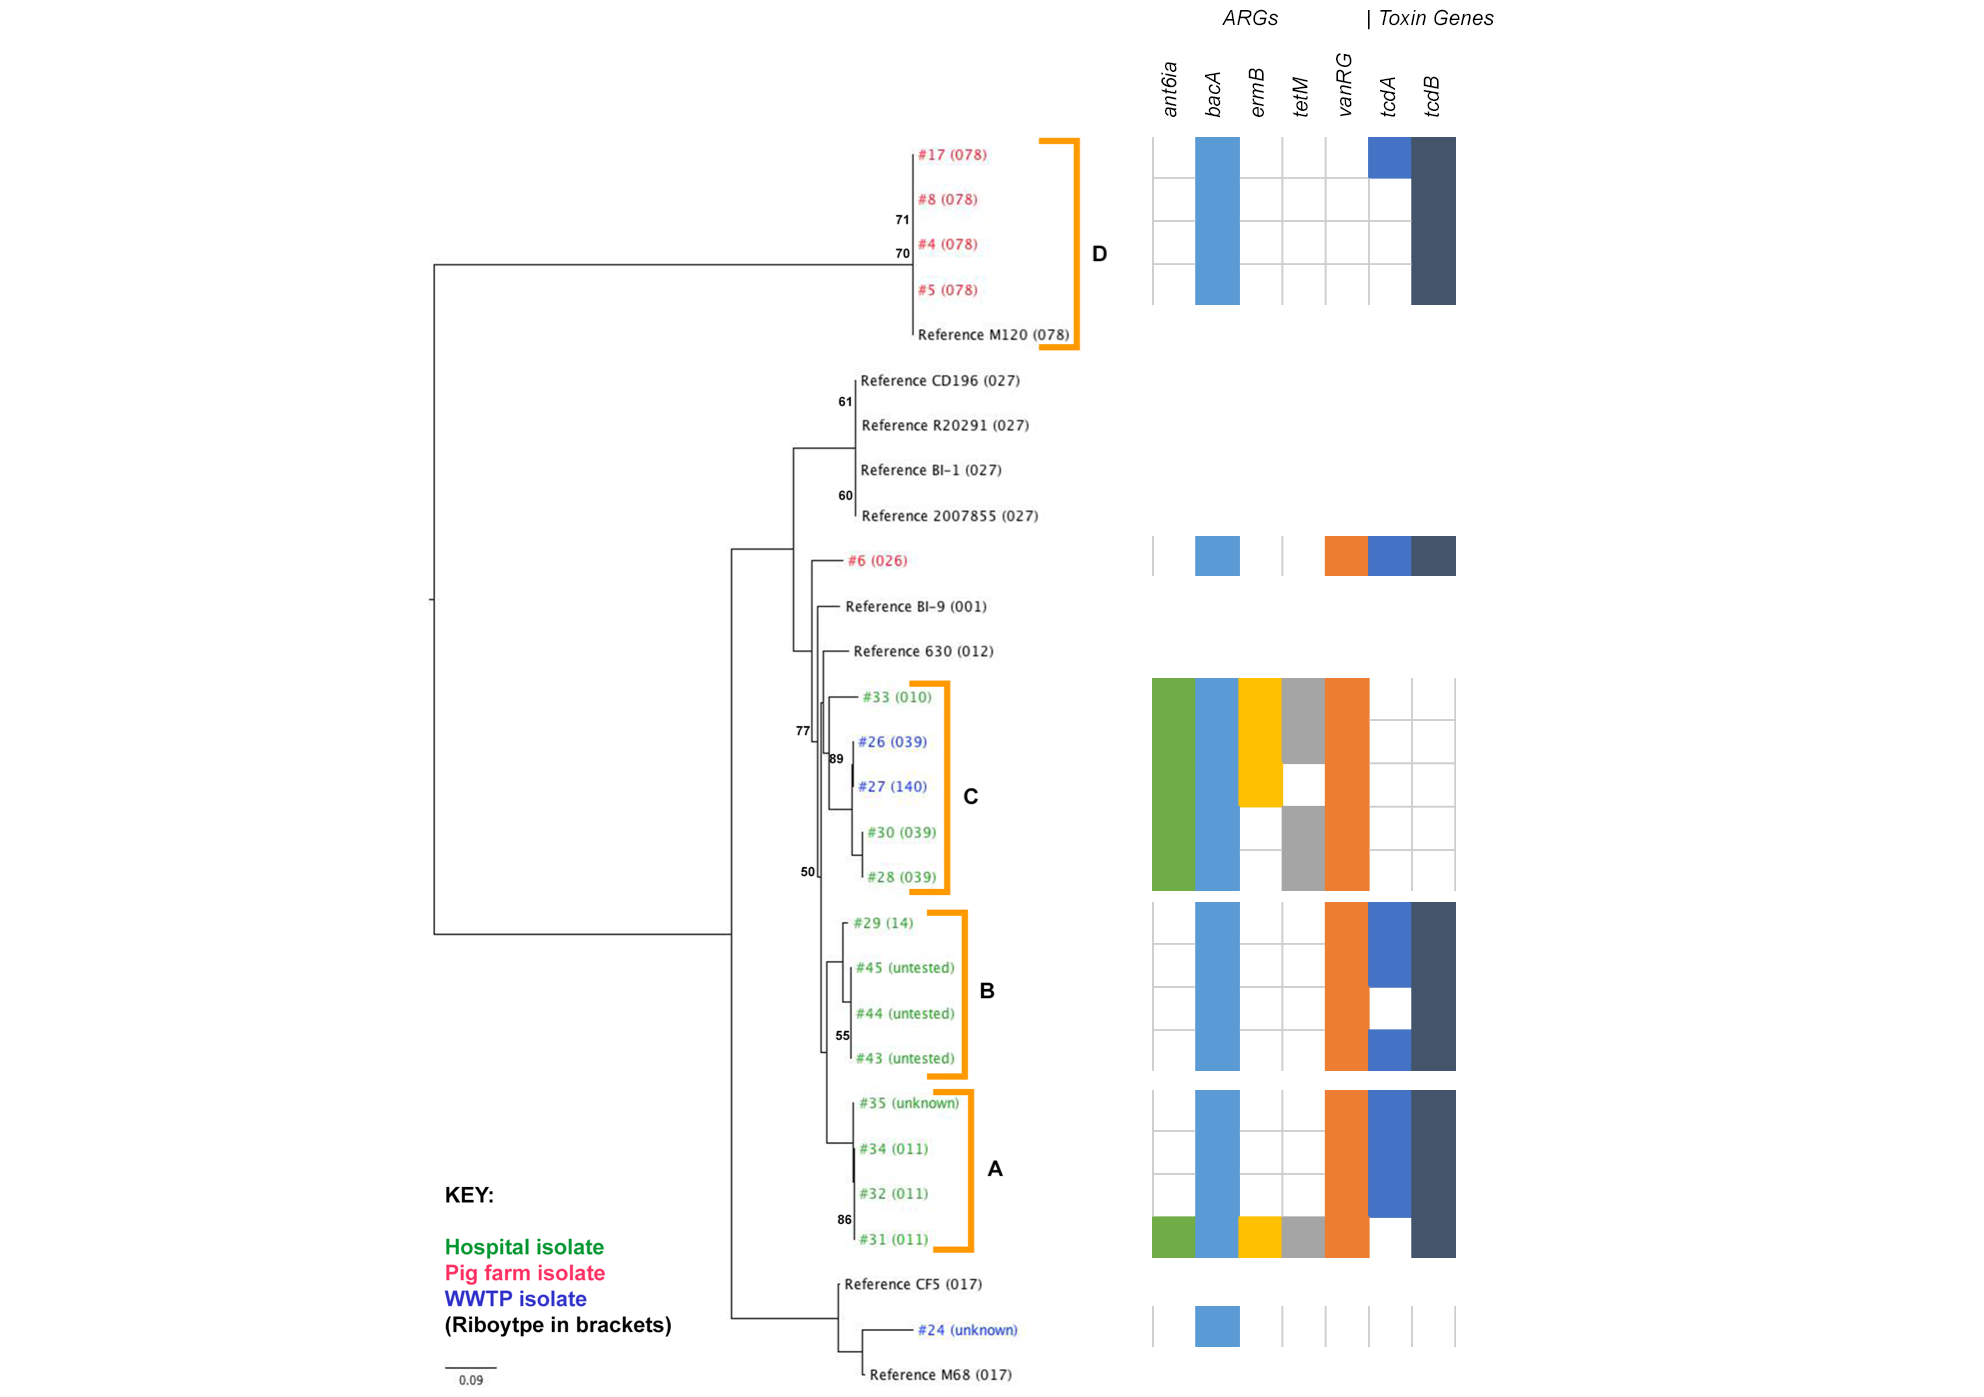 ARGs | Toxin Genes
ant6ia bacA ermB tetM vanRG tcdA tcdB
#17 (078)
#8 (078)
71
#4 (078)
70
D
#5 (078)
Reference M120 (078)
Reference CD196 (027)
61
Reference R20291 (027)
Reference BI-1 (027)
60
Reference 2007855 (027)
#6 (026)
Reference BI-9 (001)
Reference 630 (012)
#33 (010)
77
#26 (039)
89
#27 (140)
C
#30 (039)
50
#28 (039)
#29 (14)
#45 (untested)
B
#44 (untested)
55
#43 (untested)
#35 (unknown)
#34 (011)
A
#32 (011)
86
#31 (011)
KEY:
Hospital isolate
Pig farm isolate
WWTP isolate
(Riboytpe in brackets)
Reference CF5 (017)
#24 (unknown)
Reference M68 (017)
0.09